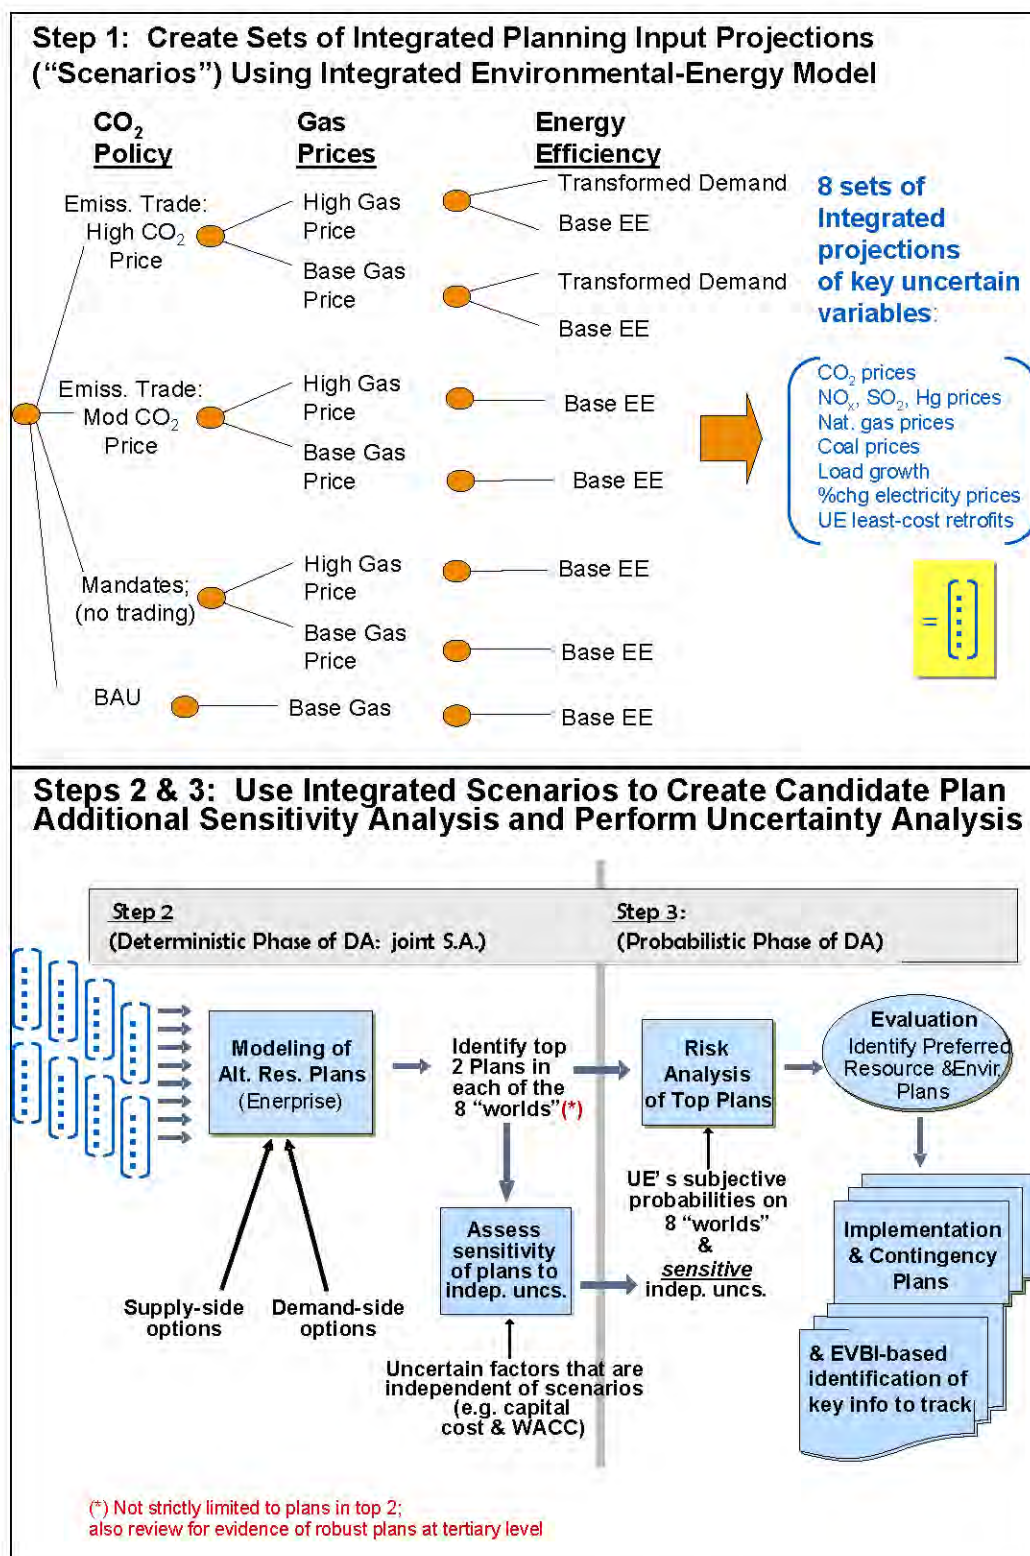 Step 1:  Create Sets of Integrated Planning Input Projections
(“Scenarios”) Using Integrated Environmental-Energy Model
CO₂
Policy
Gas
Prices
Energy
Efficiency
Emiss. Trade:
High CO₂
Price
High Gas
Price
Base Gas
Price
Transformed Demand
Base EE
Transformed Demand
Base EE
8 sets of
Integrated
projections
of key uncertain
variables:
Emiss. Trade:
Mod CO₂
Price
High Gas
Price
Base Gas
Price
Base EE
Base EE
CO₂ prices
NOₓ, SO₂, Hg prices
Nat. gas prices
Coal prices
Load growth
%chg electricity prices
UE least-cost retrofits
Mandates;
(no trading)
High Gas
Price
Base Gas
Price
Base EE
Base EE
=
BAU
Base Gas
Base EE
Steps 2 & 3:  Use Integrated Scenarios to Create Candidate Plan
Additional Sensitivity Analysis and Perform Uncertainty Analysis
Step 2
(Deterministic Phase of DA:  joint S.A.)
Step 3:
(Probabilistic Phase of DA)
Modeling of
Alt. Res. Plans
(Enerprise)
Identify top
2 Plans in
each of the
8 “worlds”(*)
Risk
Analysis
of Top Plans
Evaluation
Identify Preferred
Resource &Envir.
Plans
Supply-side
options
Demand-side
options
Assess
sensitivity
of plans to
indep. uncs.
UE’s subjective
probabilities on
8 “worlds”
&
sensitive
indep. uncs.
Implementation
& Contingency
Plans
Uncertain factors that are
independent of scenarios
(e.g. capital
cost & WACC)
& EVBI-based
identification of
key info to track
(*) Not strictly limited to plans in top 2;
also review for evidence of robust plans at tertiary level